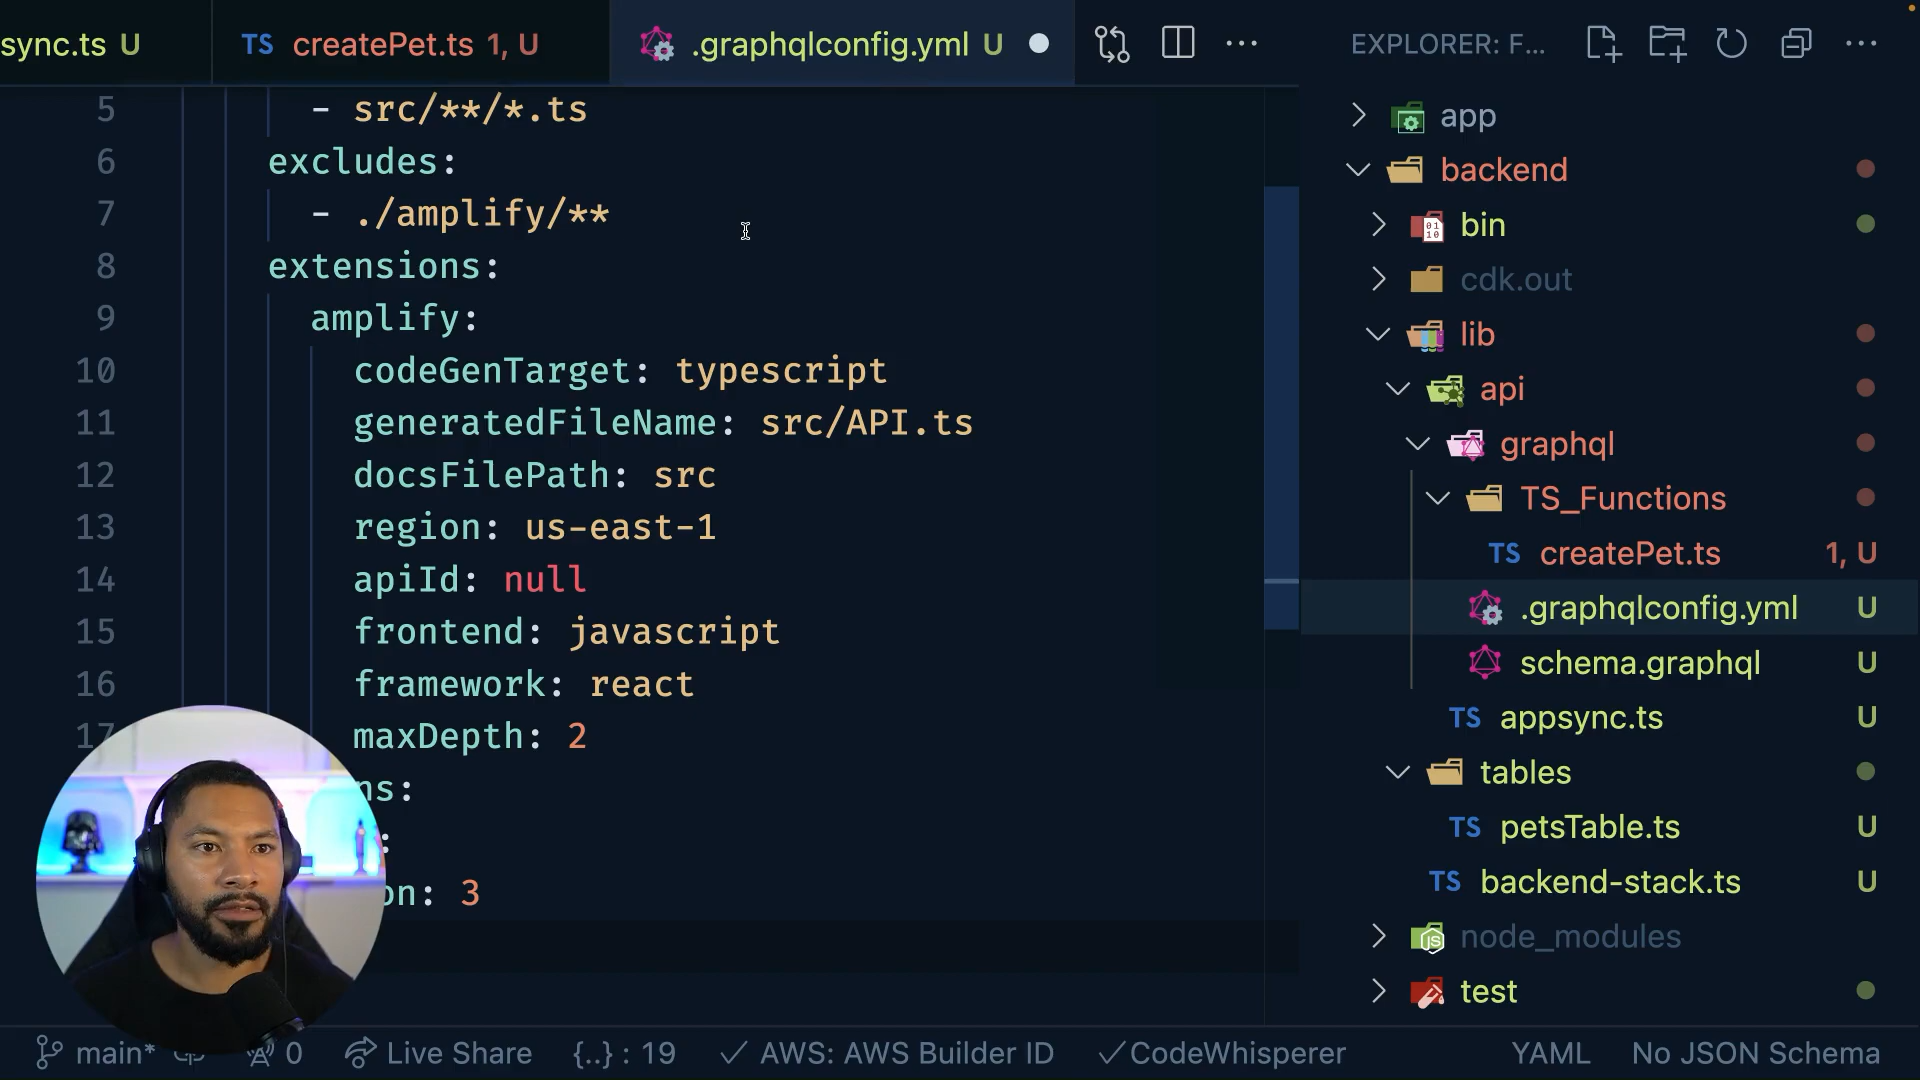 sync.ts U
TS createPet.ts 1, U
.graphqlconfig.yml U
EXPLORER: F...
5 - src/**/*.ts
6 excludes:
7 - ./amplify/**
8 extensions:
9 amplify:
10 codeGenTarget: typescript
11 generatedFileName: src/API.ts
12 docsFilePath: src
13 region: us-east-1
14 apiId: null
15 frontend: javascript
16 framework: react
17 maxDepth: 2
ns:
:
on: 3
app
backend
bin
cdk.out
lib
api
graphql
TS_Functions
TS createPet.ts 1, U
.graphqlconfig.yml U
schema.graphql U
TS appsync.ts U
tables
TS petsTable.ts U
TS backend-stack.ts U
node_modules
test
main* 0 Live Share {..} : 19 AWS: AWS Builder ID CodeWhisperer YAML No JSON Schema